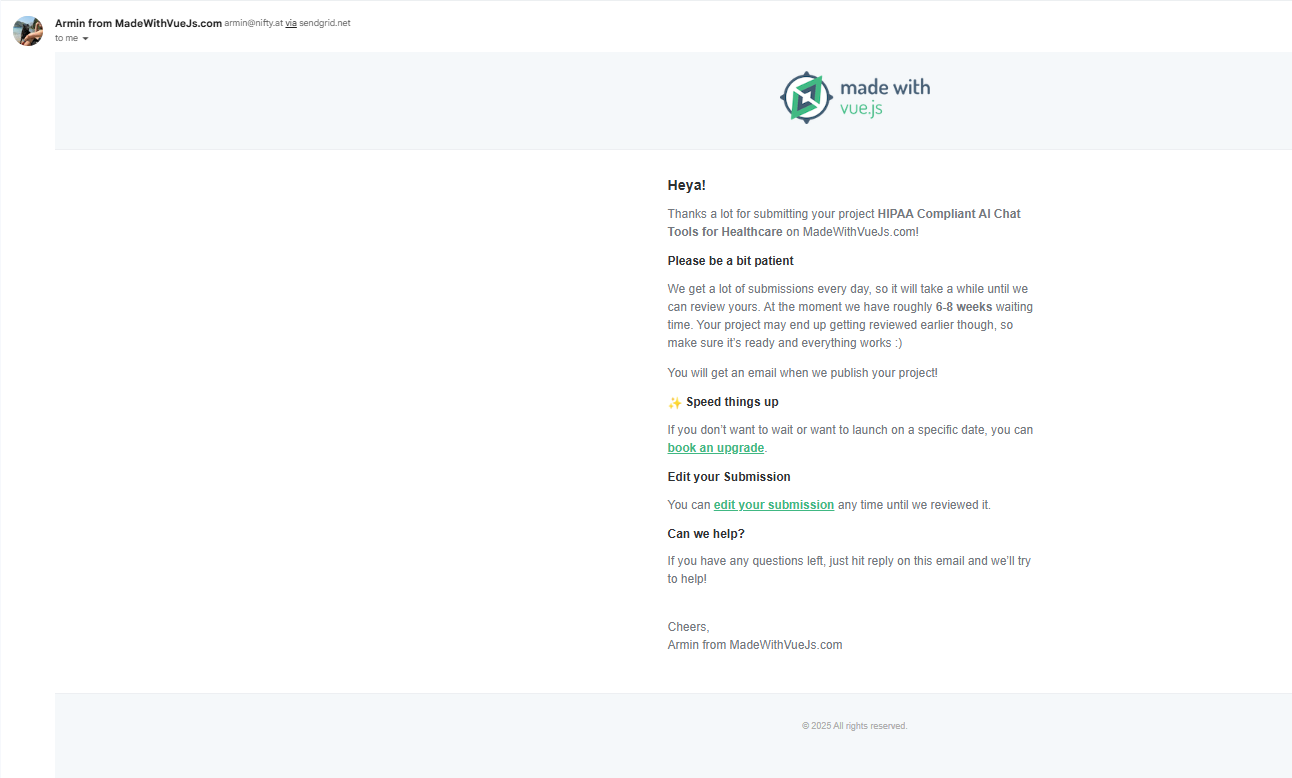 Armin from MadeWithVueJs.com armin@nifty.at via sendgrid.net
to me
made with
vue.js
Heya!
Thanks a lot for submitting your project HIPAA Compliant AI Chat
Tools for Healthcare on MadeWithVueJs.com!
Please be a bit patient
We get a lot of submissions every day, so it will take a while until we
can review yours. At the moment we have roughly 6-8 weeks waiting
time. Your project may end up getting reviewed earlier though, so
make sure it's ready and everything works :)
You will get an email when we publish your project!
✨ Speed things up
If you don't want to wait or want to launch on a specific date, you can
book an upgrade.
Edit your Submission
You can edit your submission any time until we reviewed it.
Can we help?
If you have any questions left, just hit reply on this email and we'll try
to help!
Cheers,
Armin from MadeWithVueJs.com
© 2025 All rights reserved.